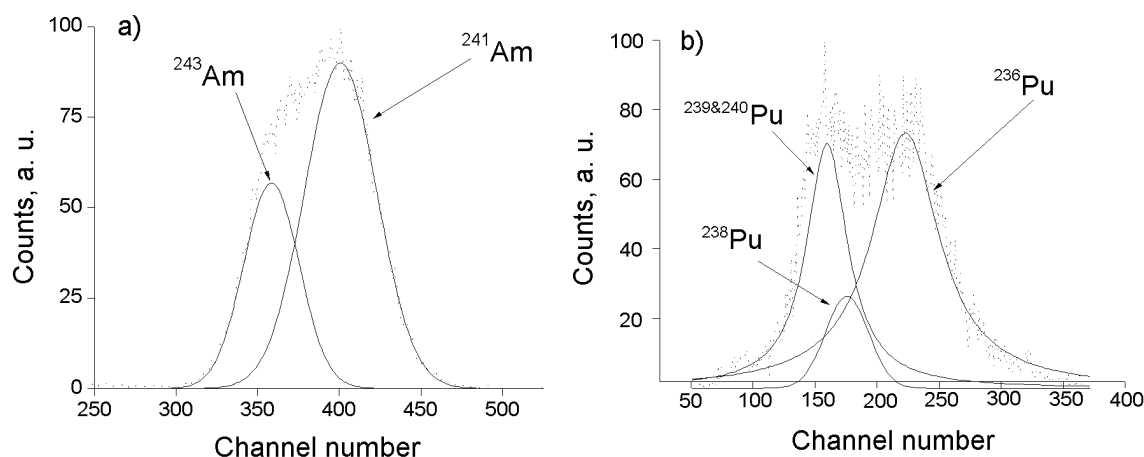 a)
100
75
50
25
0
Counts, a. u.
²⁴³Am
²⁴¹Am
250 300 350 400 450 500
Channel number
b)
100
80
60
40
20
Counts, a. u.
²³⁹&²⁴⁰Pu
²³⁶Pu
²³⁸Pu
50 100 150 200 250 300 350 400
Channel number